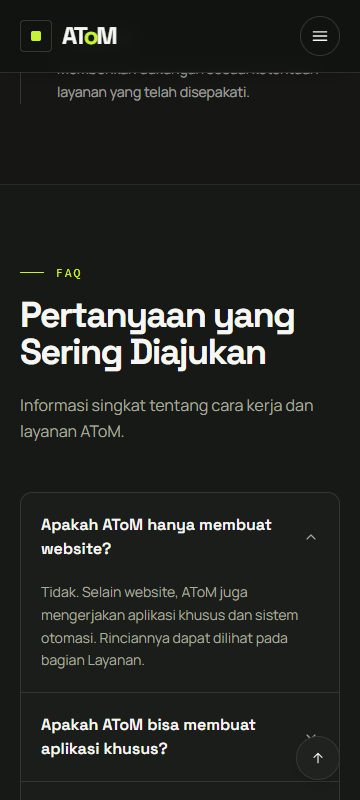 AToM
layanan yang telah disepakati.
FAQ
Pertanyaan yang
Sering Diajukan
Informasi singkat tentang cara kerja dan
layanan AToM.
Apakah AToM hanya membuat
website?
Tidak. Selain website, AToM juga
mengerjakan aplikasi khusus dan sistem
otomasi. Rinciannya dapat dilihat pada
bagian Layanan.
Apakah AToM bisa membuat
aplikasi khusus?